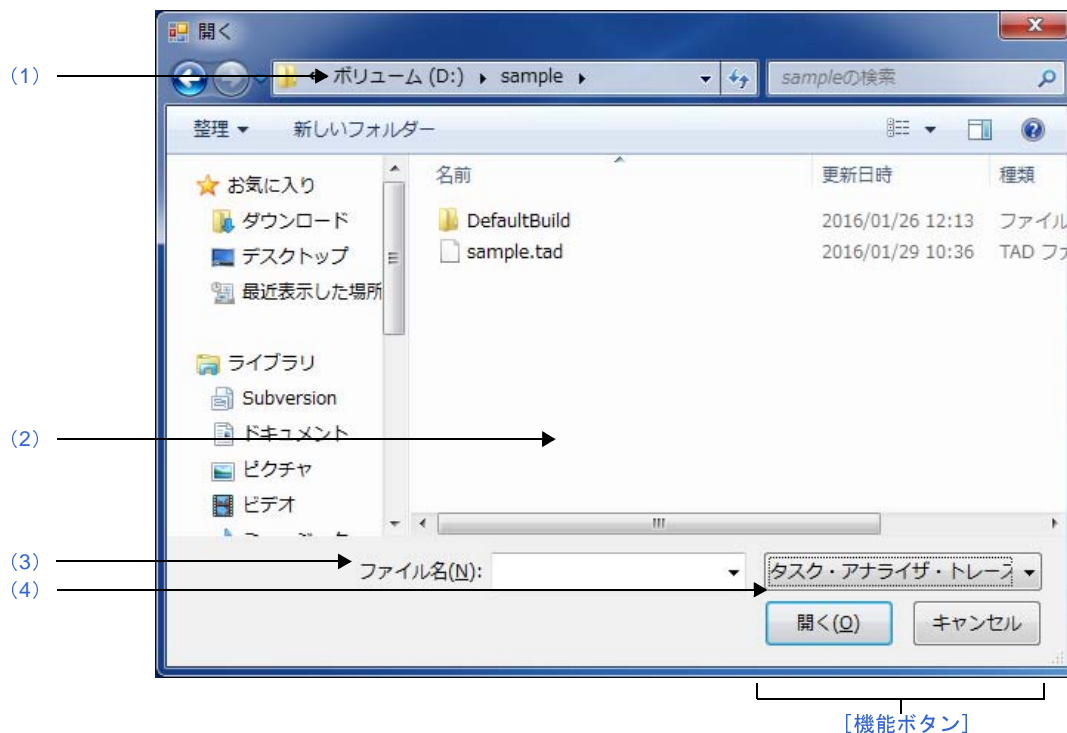 開く
(1)
ボリューム (D:) sample
sampleの検索
整理
新しいフォルダー
お気に入り
ダウンロード
デスクトップ
最近表示した場所
ライブラリ
Subversion
ドキュメント
ピクチャ
ビデオ
名前 更新日時 種類
DefaultBuild 2016/01/26 12:13 ファイル
sample.tad 2016/01/29 10:36 TAD ファ
(2)
(3)
ファイル名(N):
タスク・アナライザ・トレース
(4)
開く(O)
キャンセル
[機能ボタン]